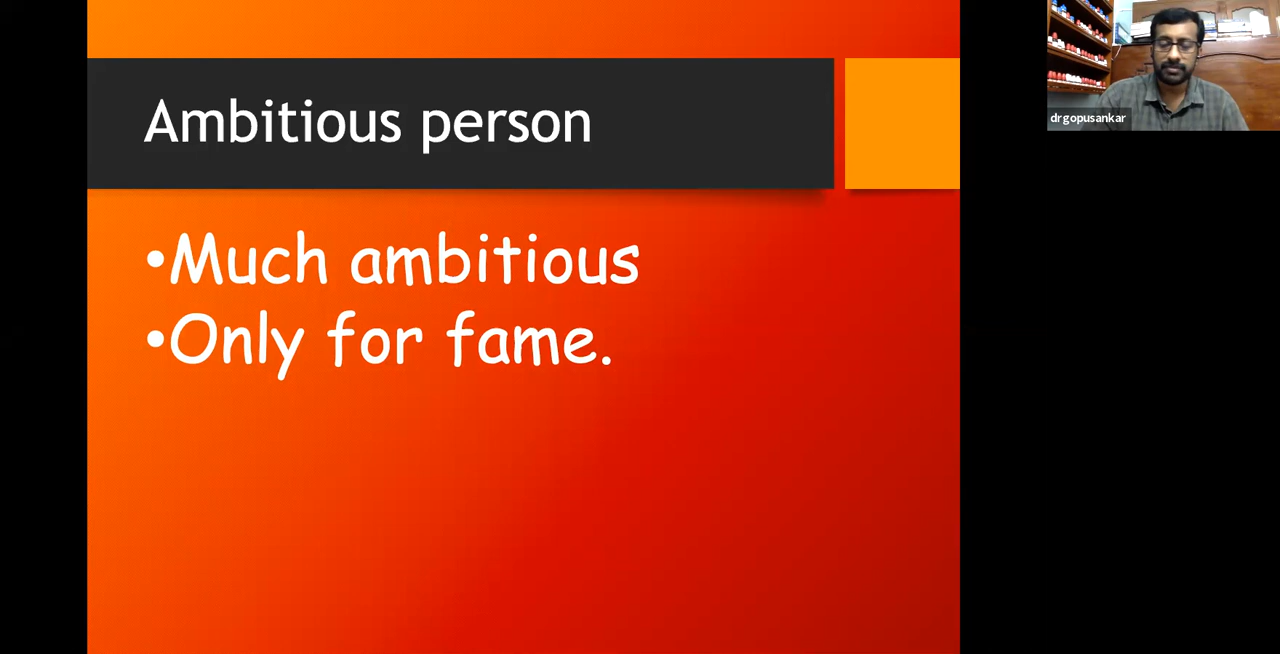 Ambitious person
•Much ambitious
•Only for fame.
drgopusankar